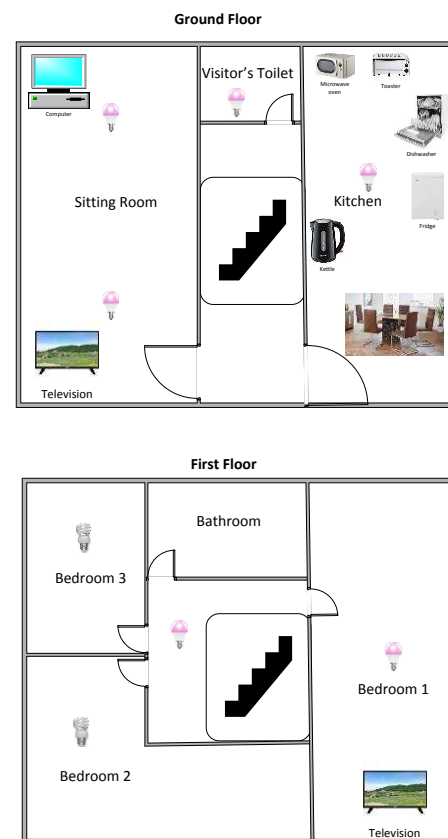 Ground Floor
Visitor's Toilet
Computer
Microwave
oven
Toaster
Dishwasher
Sitting Room
Kitchen
Fridge
Kettle
Television
First Floor
Bathroom
Bedroom 3
Bedroom 1
Bedroom 2
Television